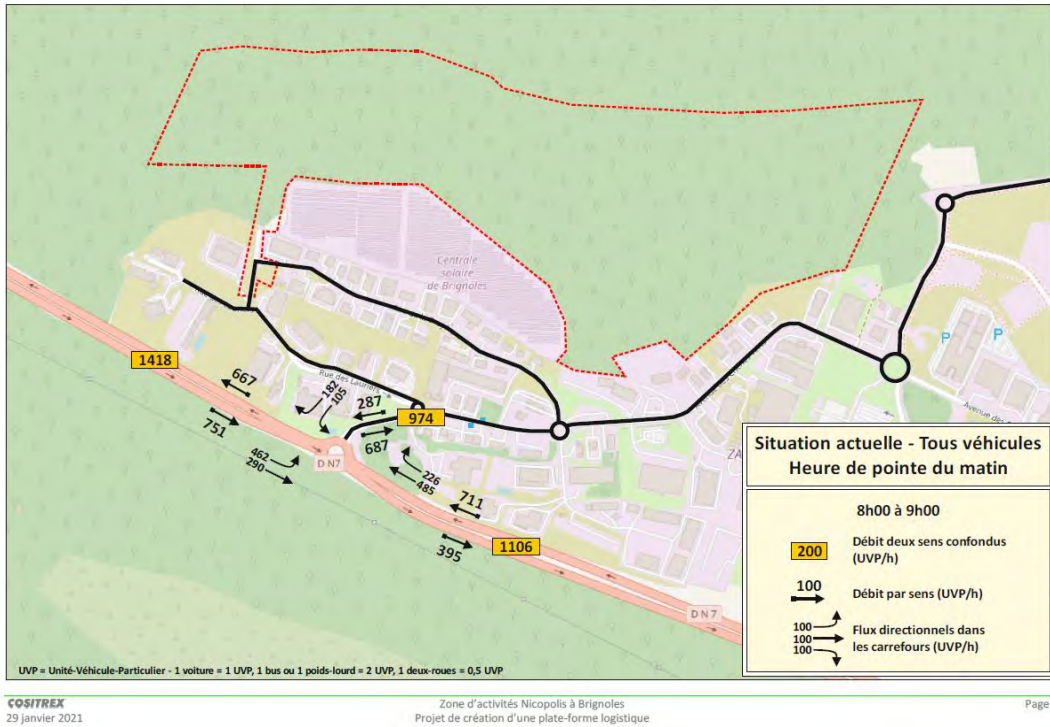 Centrale
solaire
de Brignoles
1418
667
751
182
105
Rue des Lauriers
287
974
687
DN7
462
290
226
485
711
395
1106
P
P
Avenue des
ZA
DN7
Situation actuelle - Tous véhicules
Heure de pointe du matin
8h00 à 9h00
200
Débit deux sens confondus
(UVP/h)
100
Débit par sens (UVP/h)
100
100
100
Flux directionnels dans
les carrefours (UVP/h)
UVP = Unité-Véhicule-Particulier - 1 voiture = 1 UVP, 1 bus ou 1 poids-lourd = 2 UVP, 1 deux-roues = 0,5 UVP
COSITREX
29 janvier 2021
Zone d'activités Nicopolis à Brignoles
Projet de création d'une plate-forme logistique
Page